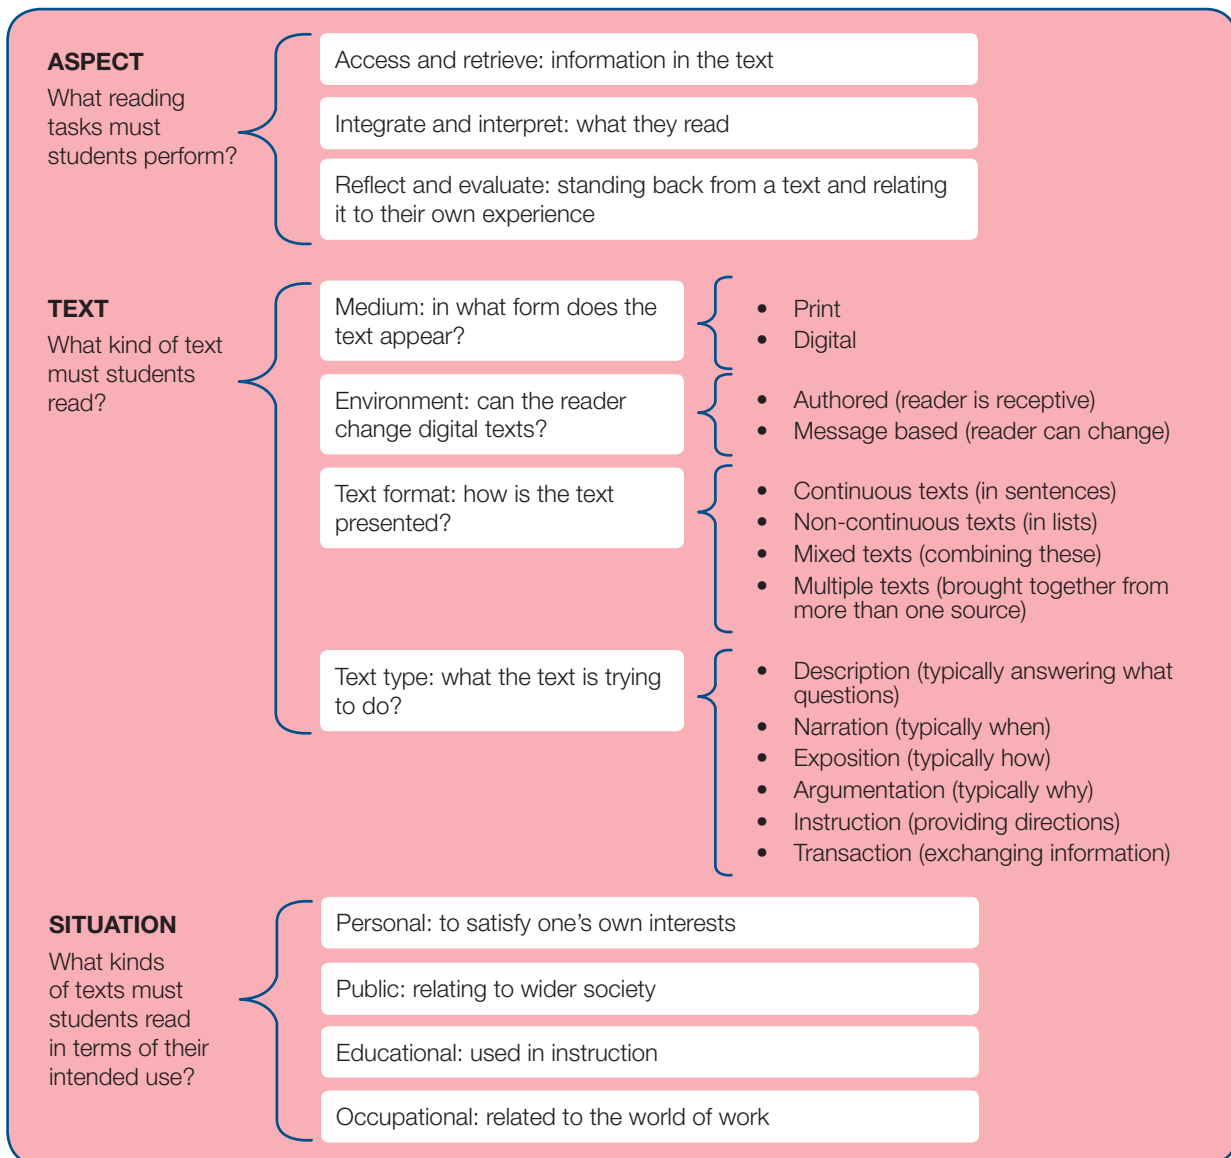 ASPECT
What reading
tasks must
students perform?
Access and retrieve: information in the text
Integrate and interpret: what they read
Reflect and evaluate: standing back from a text and relating
it to their own experience
TEXT
What kind of text
must students
read?
Medium: in what form does the
text appear?
• Print
• Digital
Environment: can the reader
change digital texts?
• Authored (reader is receptive)
• Message based (reader can change)
Text format: how is the text
presented?
• Continuous texts (in sentences)
• Non-continuous texts (in lists)
• Mixed texts (combining these)
• Multiple texts (brought together from
more than one source)
Text type: what the text is trying
to do?
• Description (typically answering what
questions)
• Narration (typically when)
• Exposition (typically how)
• Argumentation (typically why)
• Instruction (providing directions)
• Transaction (exchanging information)
SITUATION
What kinds
of texts must
students read
in terms of their
intended use?
Personal: to satisfy one’s own interests
Public: relating to wider society
Educational: used in instruction
Occupational: related to the world of work